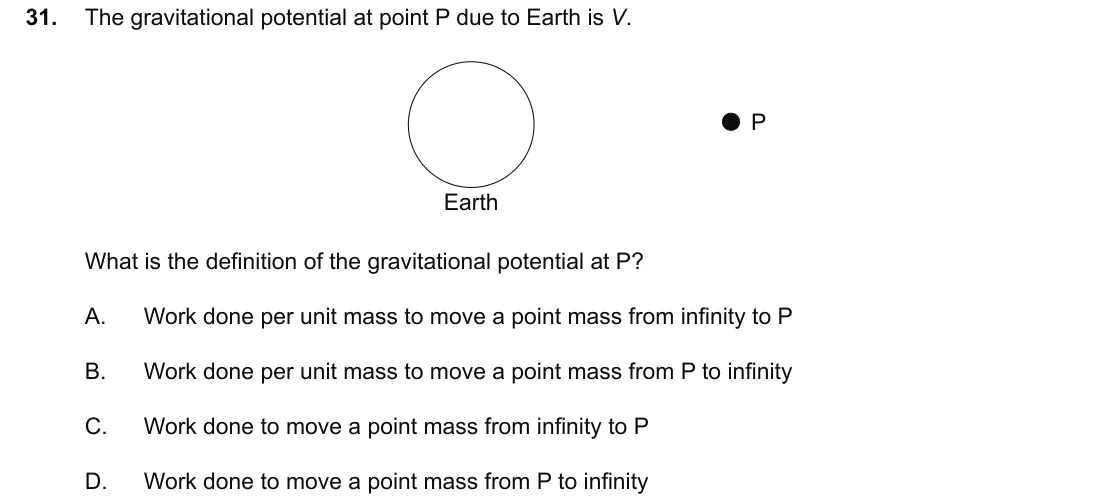 31. The gravitational potential at point P due to Earth is V.
P
Earth
What is the definition of the gravitational potential at P?
A. Work done per unit mass to move a point mass from infinity to P
B. Work done per unit mass to move a point mass from P to infinity
C. Work done to move a point mass from infinity to P
D. Work done to move a point mass from P to infinity